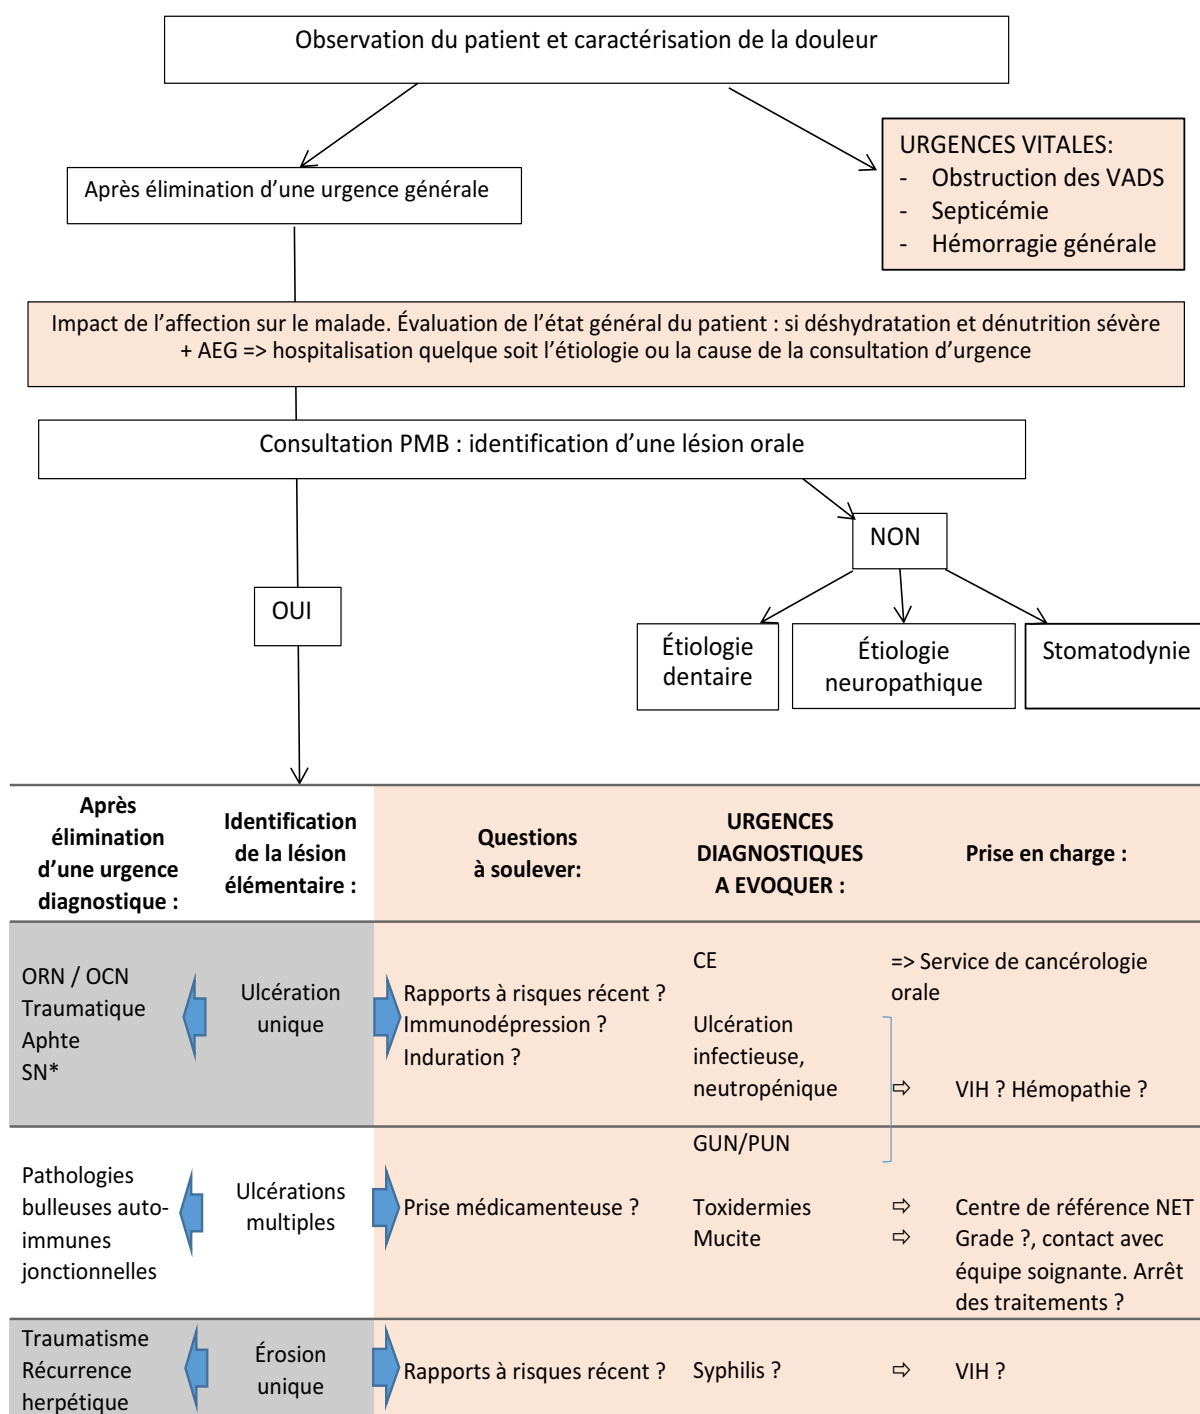 Observation du patient et caractérisation de la douleur
URGENCES VITALES:
- Obstruction des VADS
- Septicémie
- Hémorragie générale
Après élimination d’une urgence générale
Impact de l’affection sur le malade. Évaluation de l’état général du patient : si déshydratation et dénutrition sévère
+ AEG => hospitalisation quelque soit l’étiologie ou la cause de la consultation d’urgence
Consultation PMB : identification d’une lésion orale
NON
OUI
Étiologie
dentaire
Étiologie
neuropathique
Stomatodynie
Après
élimination
d’une urgence
diagnostique :
Identification
de la lésion
élémentaire :
Questions
à soulever:
URGENCES
DIAGNOSTIQUES
A EVOQUER :
Prise en charge :
ORN / OCN
Traumatique
Aphte
SN*
Ulcération
unique
Rapports à risques récent ?
Immunodépression ?
Induration ?
CE
Ulcération
infectieuse,
neutropénique
=> Service de cancérologie
orale
⇨ VIH ? Hémopathie ?
GUN/PUN
Pathologies
bulleuses auto-
immunes
jonctionnelles
Ulcérations
multiples
Prise médicamenteuse ?
Toxidermies
Mucite
⇨ Centre de référence NET
⇨ Grade ?, contact avec
équipe soignante. Arrêt
des traitements ?
Traumatisme
Récurrence
herpétique
Érosion
unique
Rapports à risques récent ?
Syphilis ?
⇨ VIH ?